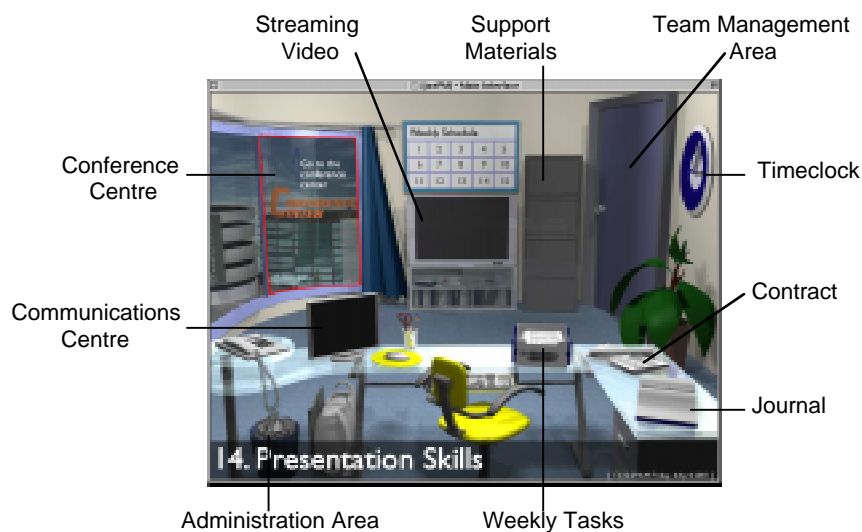 Streaming
Video
Support
Materials
Team Management
Area
Conference
Centre
Timeclock
Weekly Schedule
1 2 3 4 5
6 7 8 9 10
11 12 13 14 15
Go to the
conference
center
Communications
Centre
Contract
Journal
14. Presentation Skills
Administration Area
Weekly Tasks